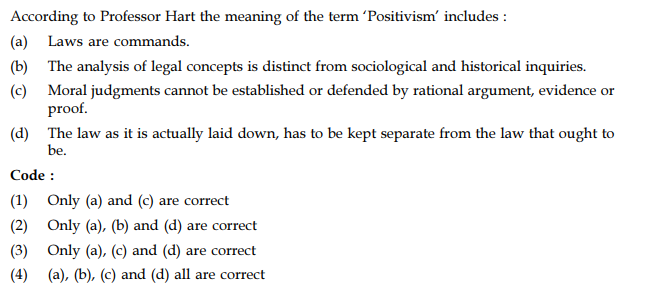 According to Professor Hart the meaning of the term ‘Positivism’ includes :
(a) Laws are commands.
(b) The analysis of legal concepts is distinct from sociological and historical inquiries.
(c) Moral judgments cannot be established or defended by rational argument, evidence or
proof.
(d) The law as it is actually laid down, has to be kept separate from the law that ought to
be.
Code :
(1) Only (a) and (c) are correct
(2) Only (a), (b) and (d) are correct
(3) Only (a), (c) and (d) are correct
(4) (a), (b), (c) and (d) all are correct